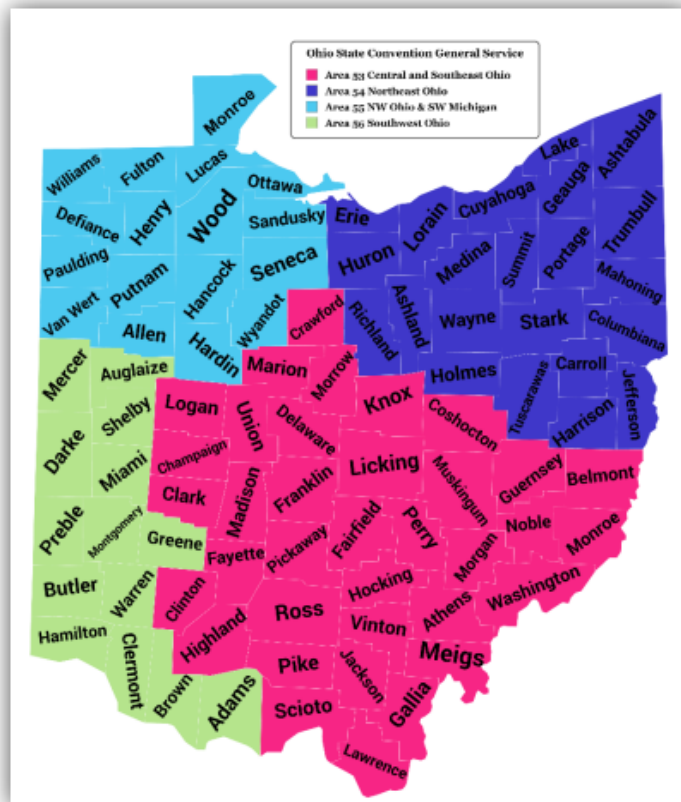 Ohio State Convention General Service
Area 53 Central and Southeast Ohio
Area 54 Northeast Ohio
Area 55 NW Ohio & SW Michigan
Area 56 Southwest Ohio
Monroe
Williams
Fulton
Lucas
Ottawa
Defiance
Henry
Wood
Sandusky
Paulding
Putnam
Hancock
Seneca
Van Wert
Allen
Hardin
Wyandot
Erie
Lorain
Cuyahoga
Lake
Geauga
Ashtabula
Huron
Medina
Summit
Portage
Trumbull
Mahoning
Richland
Ashland
Wayne
Stark
Columbiana
Holmes
Tuscarawas
Carroll
Harrison
Jefferson
Crawford
Marion
Morrow
Knox
Coshocton
Logan
Union
Delaware
Licking
Muskingum
Guernsey
Belmont
Champaign
Clark
Madison
Franklin
Fairfield
Perry
Noble
Monroe
Fayette
Pickaway
Morgan
Washington
Clinton
Hocking
Athens
Highland
Ross
Vinton
Meigs
Pike
Jackson
Gallia
Scioto
Lawrence
Mercer
Auglaize
Shelby
Darke
Miami
Preble
Montgomery
Greene
Butler
Warren
Hamilton
Clermont
Brown
Adams